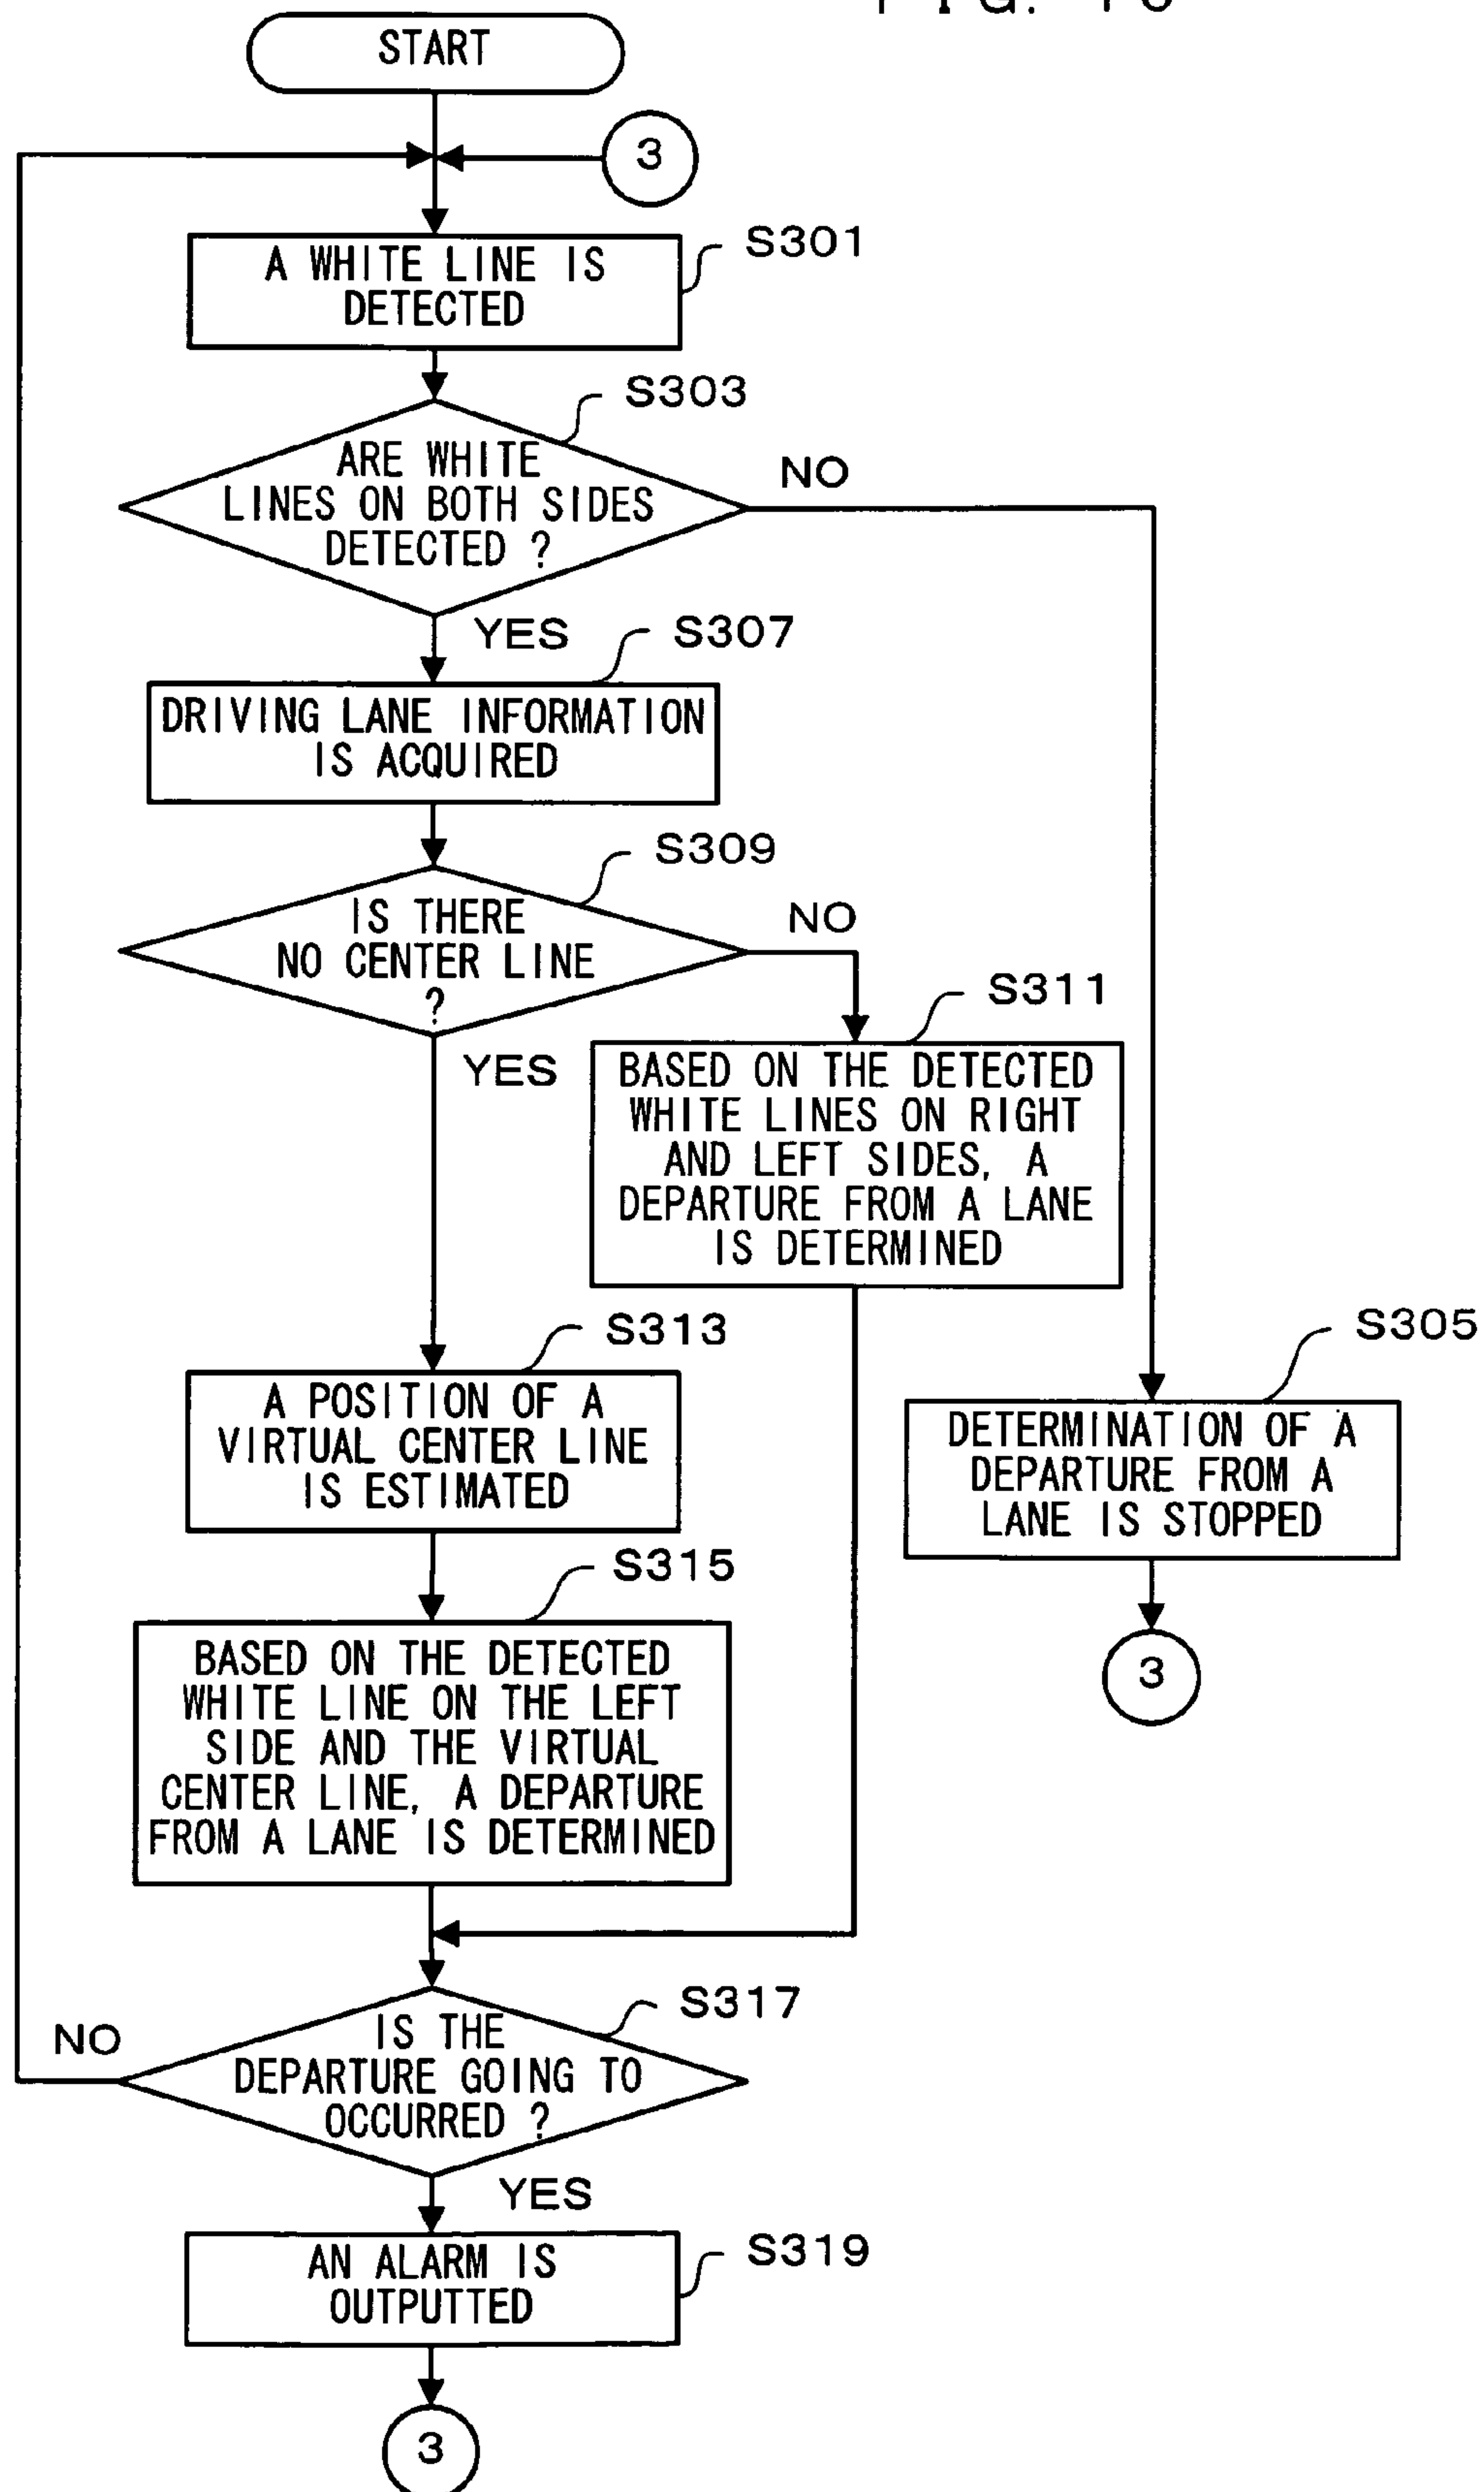 START
3
S301
A WHITE LINE IS
DETECTED
S303
ARE WHITE
LINES ON BOTH SIDES
DETECTED ?
NO
YES
S307
DRIVING LANE INFORMATION
IS ACQUIRED
S309
IS THERE
NO CENTER LINE
?
NO
YES
S311
BASED ON THE DETECTED
WHITE LINES ON RIGHT
AND LEFT SIDES, A
DEPARTURE FROM A LANE
IS DETERMINED
S313
A POSITION OF A
VIRTUAL CENTER LINE
IS ESTIMATED
S305
DETERMINATION OF A
DEPARTURE FROM A
LANE IS STOPPED
3
S315
BASED ON THE DETECTED
WHITE LINE ON THE LEFT
SIDE AND THE VIRTUAL
CENTER LINE, A DEPARTURE
FROM A LANE IS DETERMINED
S317
IS THE
DEPARTURE GOING TO
OCCURRED ?
NO
YES
S319
AN ALARM IS
OUTPUTTED
3